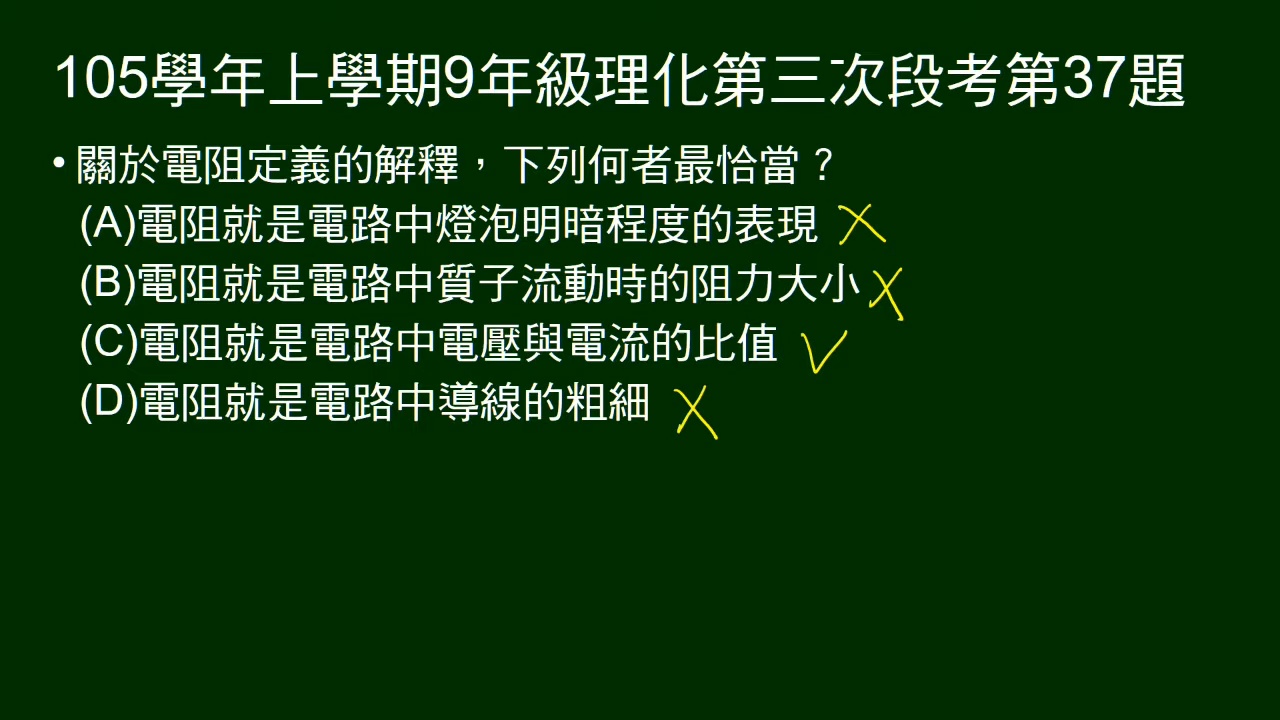 105學年上學期9年級理化第三次段考第37題
•關於電阻定義的解釋，下列何者最恰當？
(A)電阻就是電路中燈泡明暗程度的表現
(B)電阻就是電路中質子流動時的阻力大小
(C)電阻就是電路中電壓與電流的比值
(D)電阻就是電路中導線的粗細